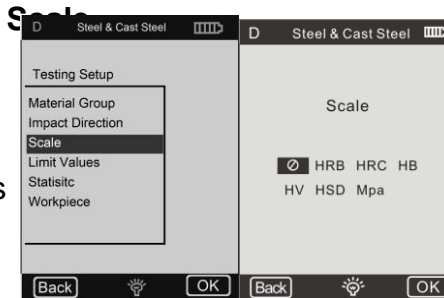 Scale
D Steel & Cast Steel
Testing Setup
Material Group
Impact Direction
Scale
Limit Values
Statisitc
Workpiece
Back OK
s
D Steel & Cast Steel
Scale
Ø HRB HRC HB
HV HSD Mpa
Back OK